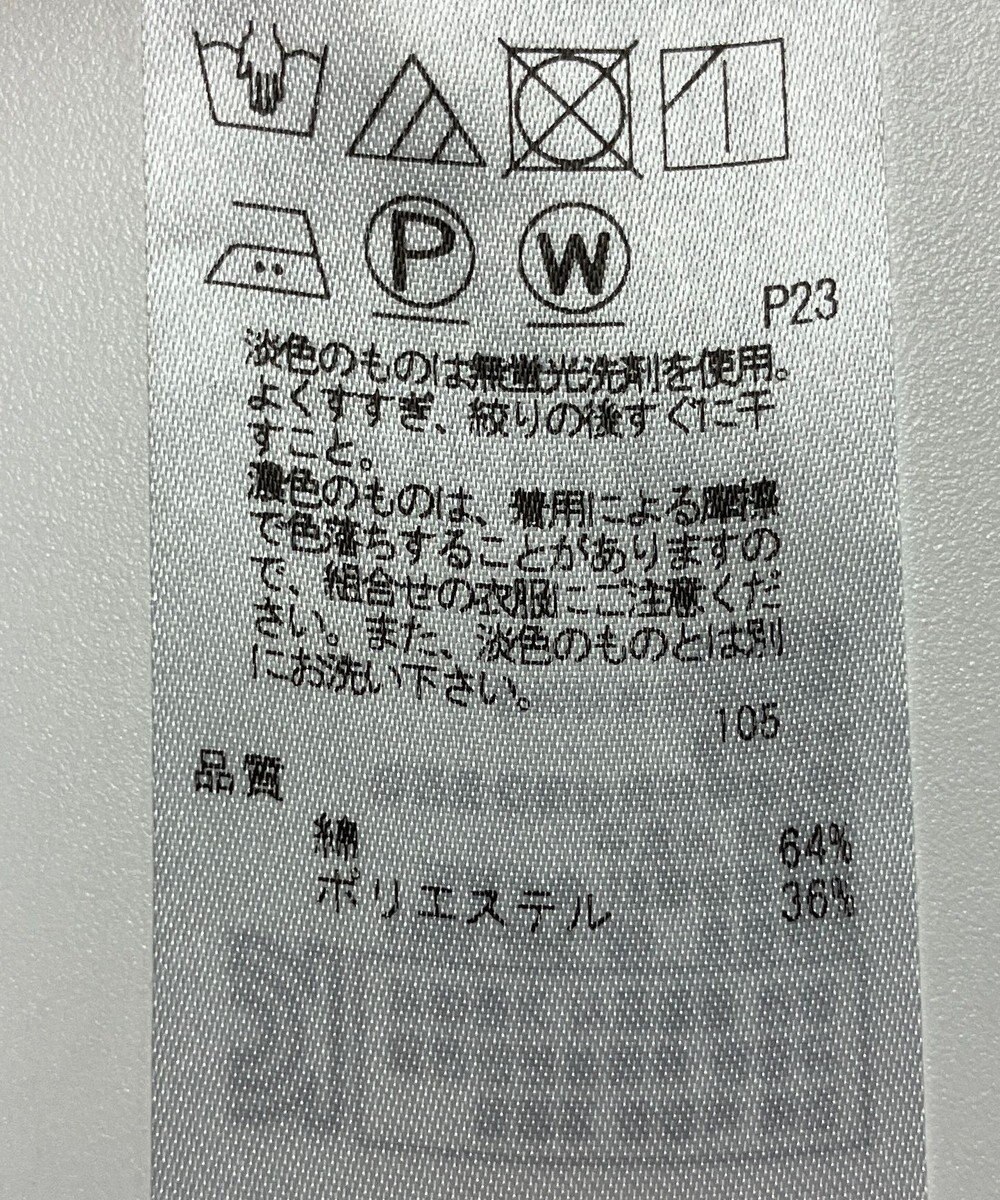 P
W
P23
淡色のものは無蛍光洗剤を使用。
よくすすぎ、絞りの後すぐに干
すこと。
濃色のものは、着用による摩擦
で色落ちすることがありますの
で、組合せの衣服にご注意くだ
さい。また、淡色のものとは別
にお洗い下さい。
105
品質
綿 64%
ポリエステル 36%